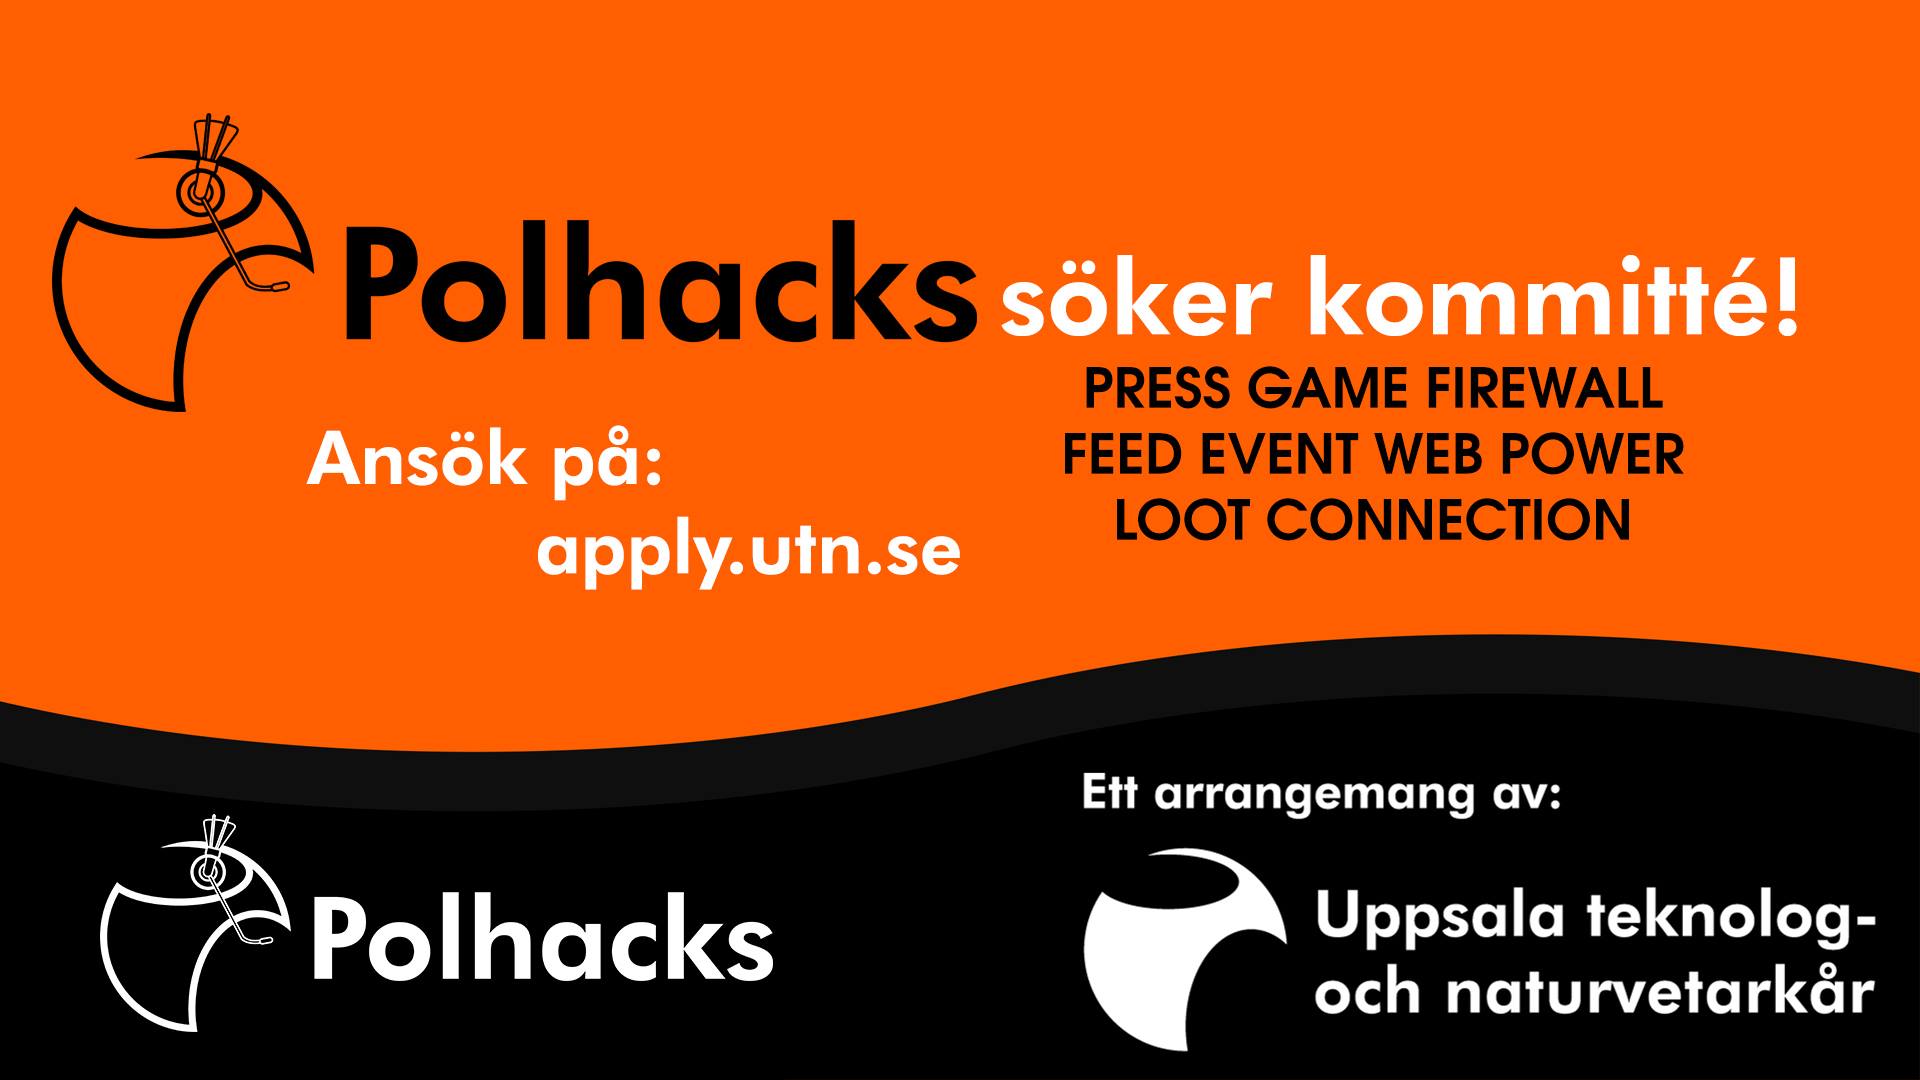 Polhacks söker kommitté!
PRESS GAME FIREWALL
FEED EVENT WEB POWER
LOOT CONNECTION
Ansök på:
apply.utn.se
Polhacks
Ett arrangemang av:
Uppsala teknolog-
och naturvetarkår